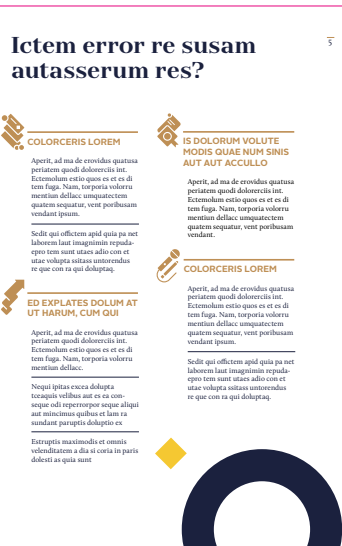 Ictem error re susam
autasserum res?
5
COLORCERIS LOREM
Aperit, ad ma de erovidus quatusa
periatem quodi dolorerciis int.
Ectemolum estio quos es et es di
tem fuga. Nam, torporia volorru
mentiun dellacc umquatectem
quatem sequatur, vent poribusam
vendant ipsum.
Sedit qui offictem apid quia pa net
laborem laut imagnimin repuda-
epro tem sunt utaes adio con et
utae volupta ssitass untorendus
re que con ra qui doluptaq.
ED EXPLATES DOLUM AT
UT HARUM, CUM QUI
Aperit, ad ma de erovidus quatusa
periatem quodi dolorerciis int.
Ectemolum estio quos es et es di
tem fuga. Nam, torporia volorru
mentiun dellacc.
Nequi ipitas excea dolupta
tceaquis velibus aut es ea con-
seque odi reperrorpor seque aliqui
aut mincimus quibus et lam ra
sundant paruptis doluptio ex
Estruptis maximodis et omnis
velenditatem a dia si coria in paris
dolesti as quia sunt
IS DOLORUM VOLUTE
MODIS QUAE NUM SINIS
AUT AUT ACCULLO
Aperit, ad ma de erovidus quatusa
periatem quodi dolorerciis int.
Ectemolum estio quos es et es di
tem fuga. Nam, torporia volorru
mentiun dellacc umquatectem
quatem sequatur, vent poribusam
vendant.
COLORCERIS LOREM
Aperit, ad ma de erovidus quatusa
periatem quodi dolorerciis int.
Ectemolum estio quos es et es di
tem fuga. Nam, torporia volorru
mentiun dellacc umquatectem
quatem sequatur, vent poribusam
vendant ipsum.
Sedit qui offictem apid quia pa net
laborem laut imagnimin repuda-
epro tem sunt utaes adio con et
utae volupta ssitass untorendus
re que con ra qui doluptaq.